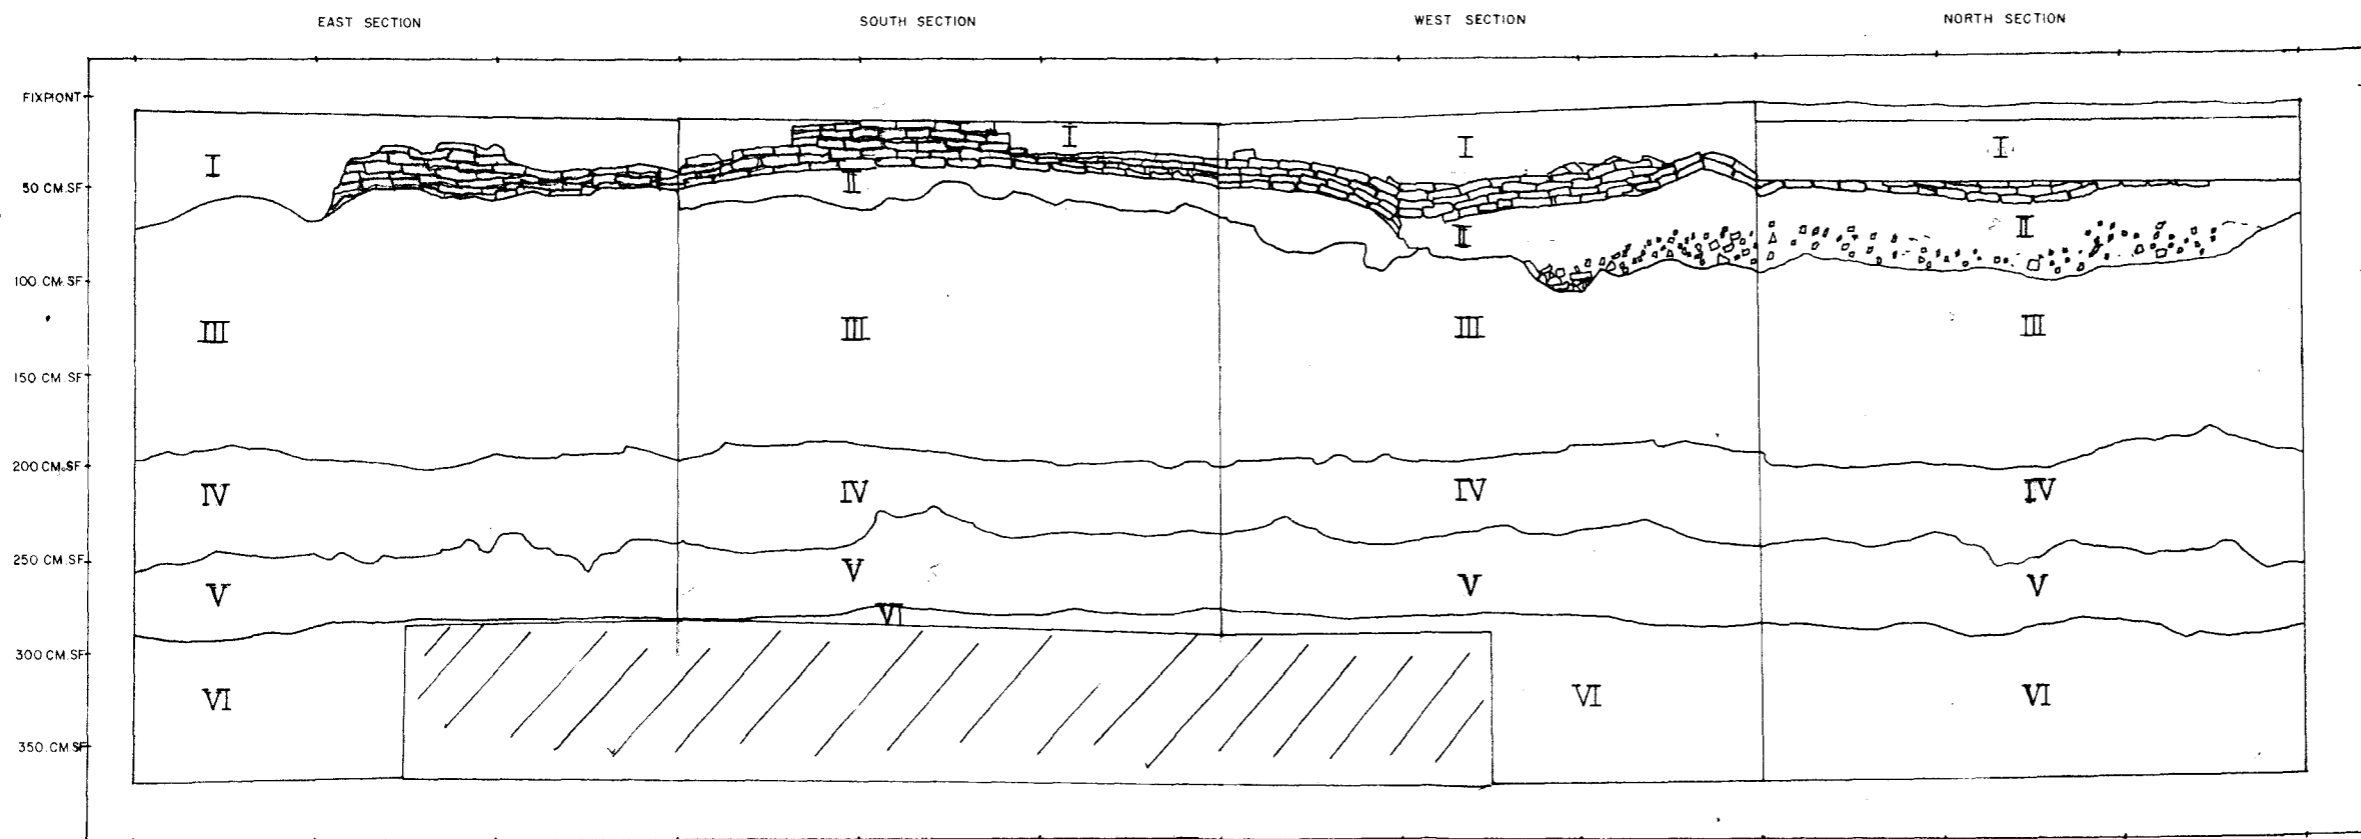 EAST SECTION SOUTH SECTION WEST SECTION NORTH SECTION
FIXPIONT
I I I I
50 CM.SF
II II II
100 CM.SF
III III III III
150 CM.SF
200 CM.SF
IV IV IV IV
250 CM.SF
V V V V
VI
300 CM.SF
VI VI VI
350.CM.SF